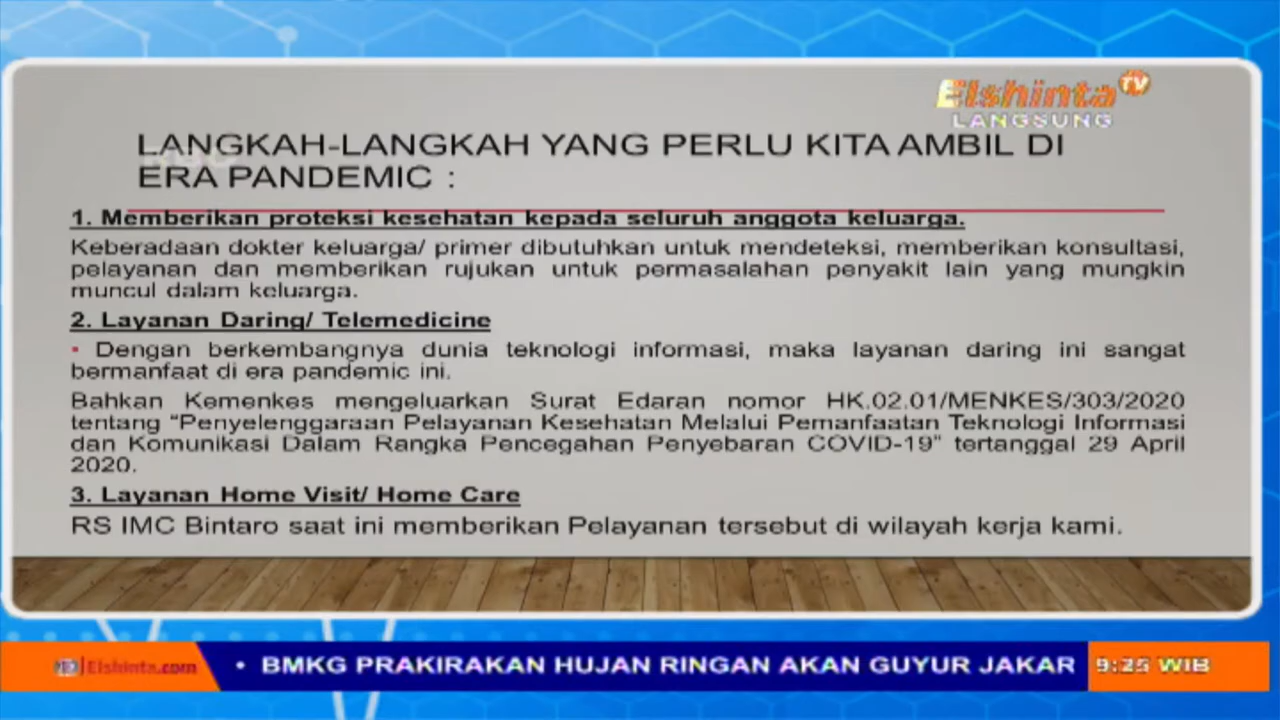 Elshinta TV
LANGSUNG
LANGKAH-LANGKAH YANG PERLU KITA AMBIL DI
ERA PANDEMIC :
1. Memberikan proteksi kesehatan kepada seluruh anggota keluarga.
Keberadaan dokter keluarga/ primer dibutuhkan untuk mendeteksi, memberikan konsultasi,
pelayanan dan memberikan rujukan untuk permasalahan penyakit lain yang mungkin
muncul dalam keluarga.
2. Layanan Daring/ Telemedicine
▪ Dengan berkembangnya dunia teknologi informasi, maka layanan daring ini sangat
bermanfaat di era pandemic ini.
Bahkan Kemenkes mengeluarkan Surat Edaran nomor HK.02.01/MENKES/303/2020
tentang “Penyelenggaraan Pelayanan Kesehatan Melalui Pemanfaatan Teknologi Informasi
dan Komunikasi Dalam Rangka Pencegahan Penyebaran COVID-19” tertanggal 29 April
2020.
3. Layanan Home Visit/ Home Care
RS IMC Bintaro saat ini memberikan Pelayanan tersebut di wilayah kerja kami.
Elshinta.com
• BMKG PRAKIRAKAN HUJAN RINGAN AKAN GUYUR JAKAR
9:25 WIB